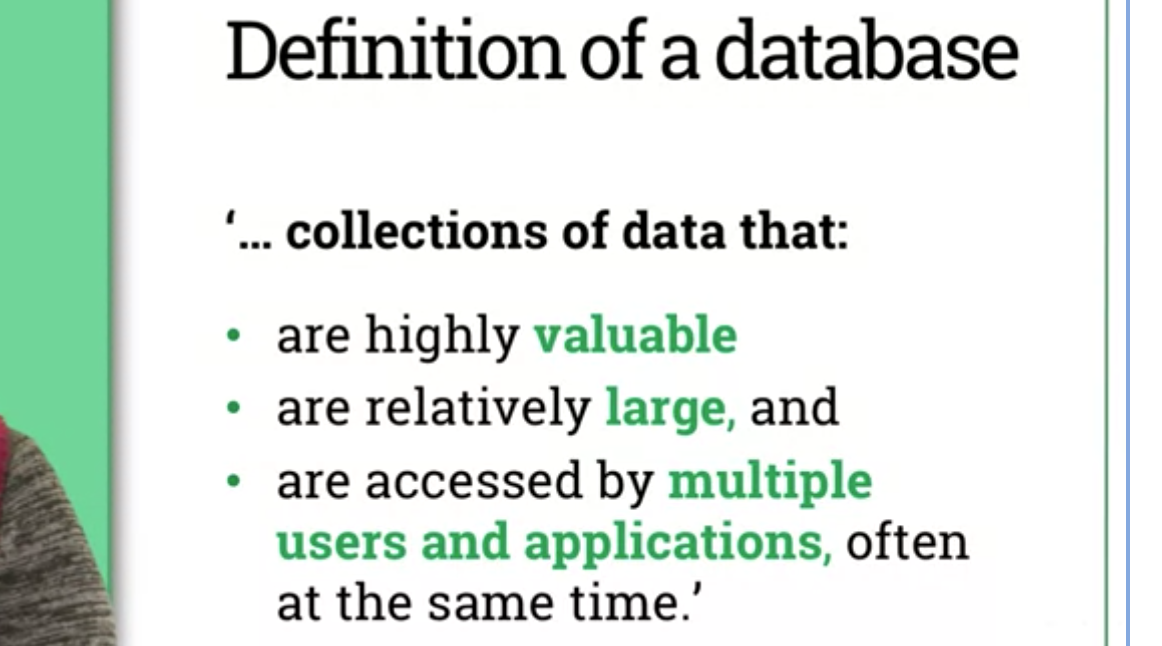 Definition of a database
‘... collections of data that:
• are highly valuable
• are relatively large, and
• are accessed by multiple
users and applications, often
at the same time.’